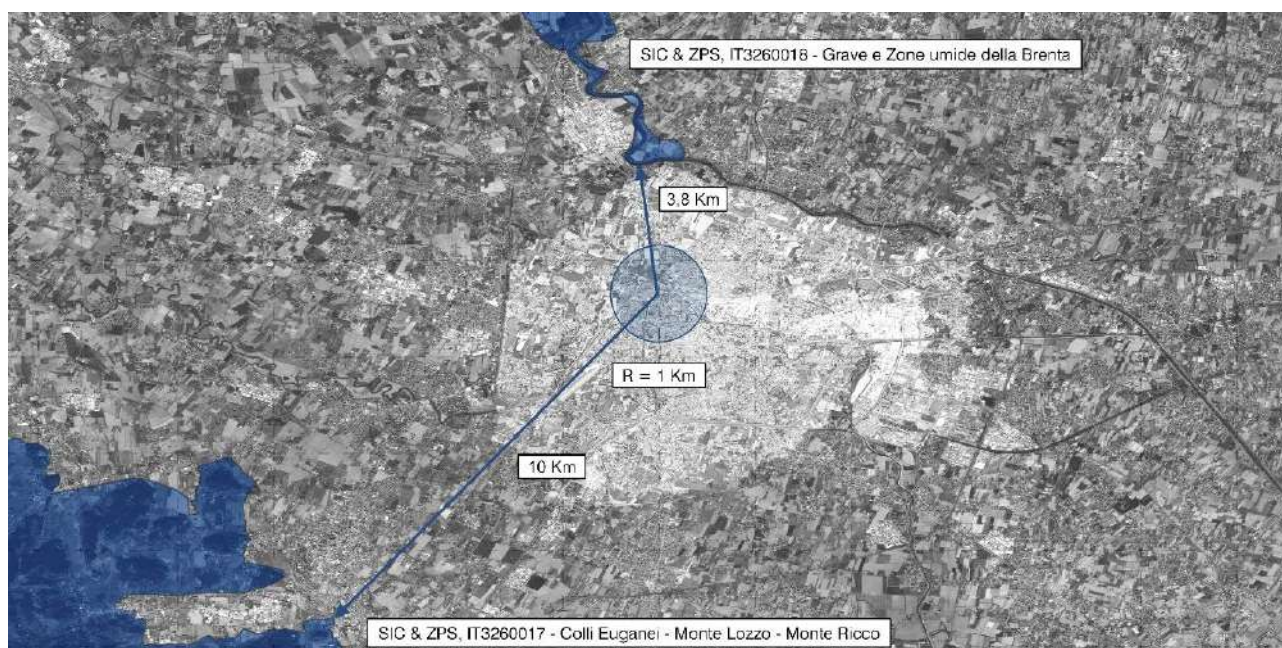 SIC & ZPS, IT3260018 - Grave e Zone umide della Brenta
3,8 Km
R = 1 Km
10 Km
SIC & ZPS, IT3260017 - Colli Euganei - Monte Lozzo - Monte Ricco